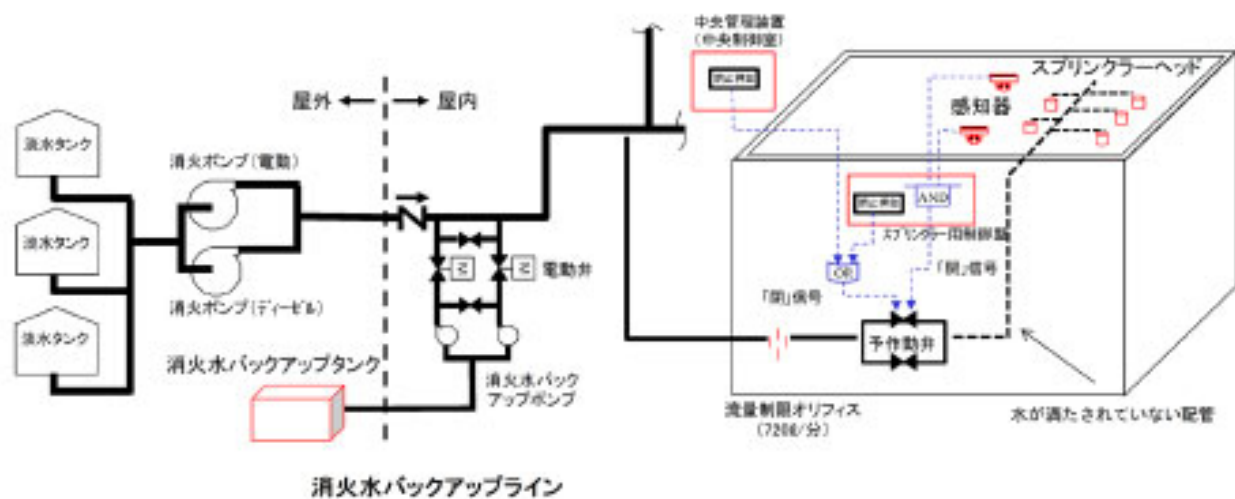 中央管理装置
(中央制御室)
屋外
屋内
スプリンクラーヘッド
感知器
淡水タンク
消火ポンプ(電動)
AND
淡水タンク
スプリンクラー用制御盤
電動弁
OR
「開」信号
「閉」信号
消火ポンプ(ディーゼル)
淡水タンク
予作動弁
消火水バックアップタンク
消火水バック
アップポンプ
流量制限オリフィス
水が満たされていない配管
消火水バックアップライン